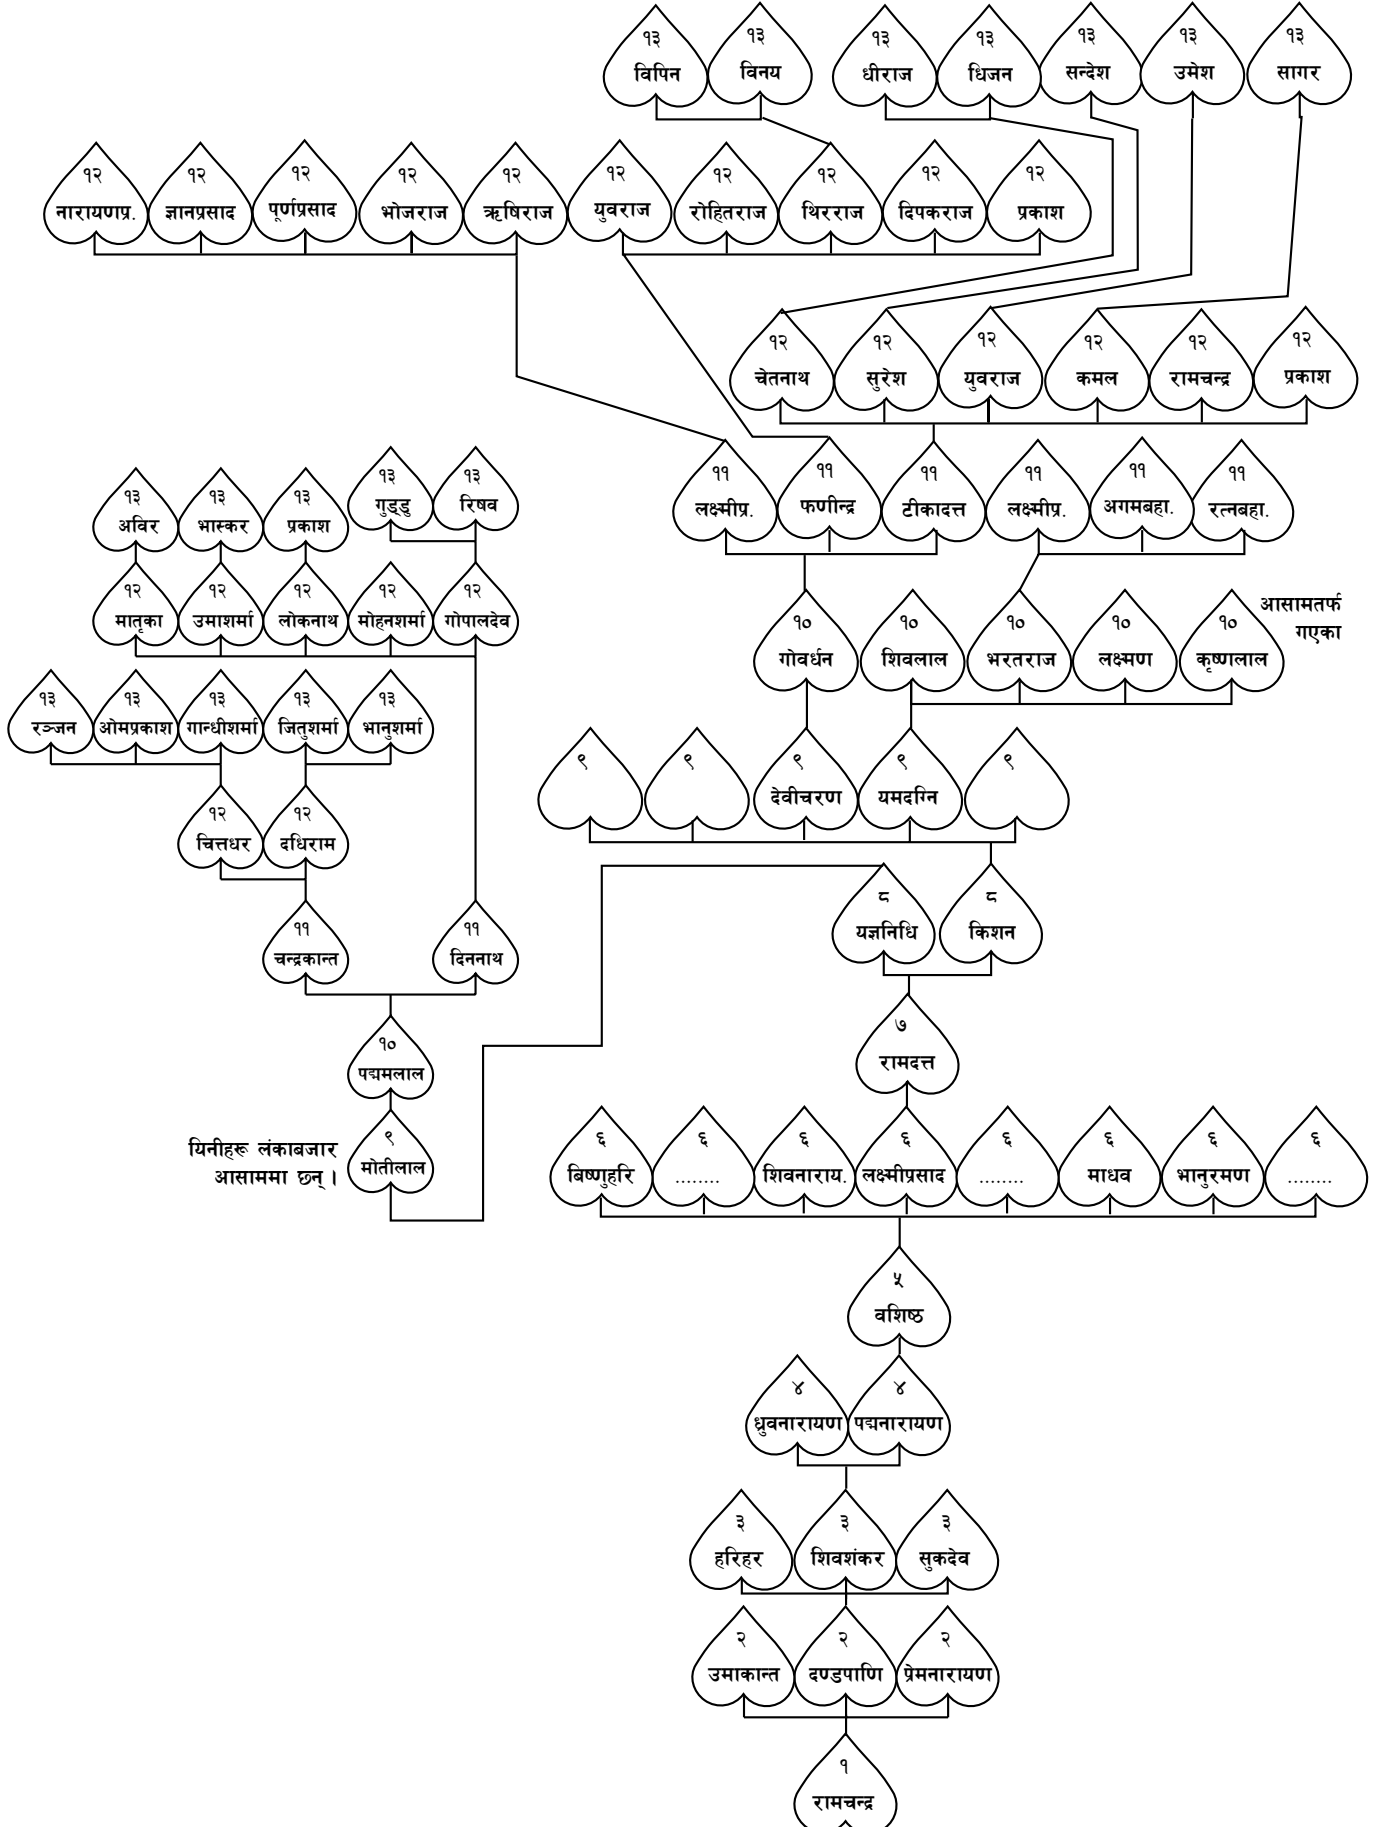 १३ १३ १३ १३ १३ १३ १३
विपिन विनय धीराज धिजन सन्देश उमेश सागर
१२ १२ १२ १२ १२ १२ १२ १२ १२ १२
नारायणप्र. ज्ञानप्रसाद पूर्णप्रसाद भोजराज ऋषिराज युवराज रोहितराज थिरराज दिपकराज प्रकाश
१२ १२ १२ १२ १२ १२
चेतनाथ सुरेश युवराज कमल रामचन्द्र प्रकाश
११ ११ ११ ११ ११ ११
लक्ष्मीप्र. फणीन्द्र टीकादत्त लक्ष्मीप्र. अगमबहा. रत्नबहा.
१३ १३ १३ १३ १३
अविर भास्कर प्रकाश गुड्डु रिषव
१२ १२ १२ १२ १२
मातृका उमाशर्मा लोकनाथ मोहनशर्मा गोपालदेव
१० १० १० १० १०
गोवर्धन शिवलाल भरतराज लक्ष्मण कृष्णलाल
आसामतर्फ
गएका
१३ १३ १३ १३ १३
रञ्जन ओमप्रकाश गान्धीशर्मा जितुशर्मा भानुशर्मा
९ ९ ९ ९ ९
देवीचरण यमदग्नि
१२ १२
चित्तधर दधिराम
८ ८
यज्ञनिधि किशन
११ ११
चन्द्रकान्त दिननाथ
७
रामदत्त
१०
पद्यमलाल
९
मोतीलाल
यिनीहरू लंकाबजार
आसाममा छन् ।
६ ६ ६ ६ ६ ६ ६ ६
बिष्णुहरि ........ शिवनाराय. लक्ष्मीप्रसाद ........ माधव भानुरमण ........
५
वशिष्ठ
४ ४
ध्रुवनारायण पद्यनारायण
३ ३ ३
हरिहर शिवशंकर सुकदेव
२ २ २
उमाकान्त दण्डपाणि प्रेमनारायण
१
रामचन्द्र